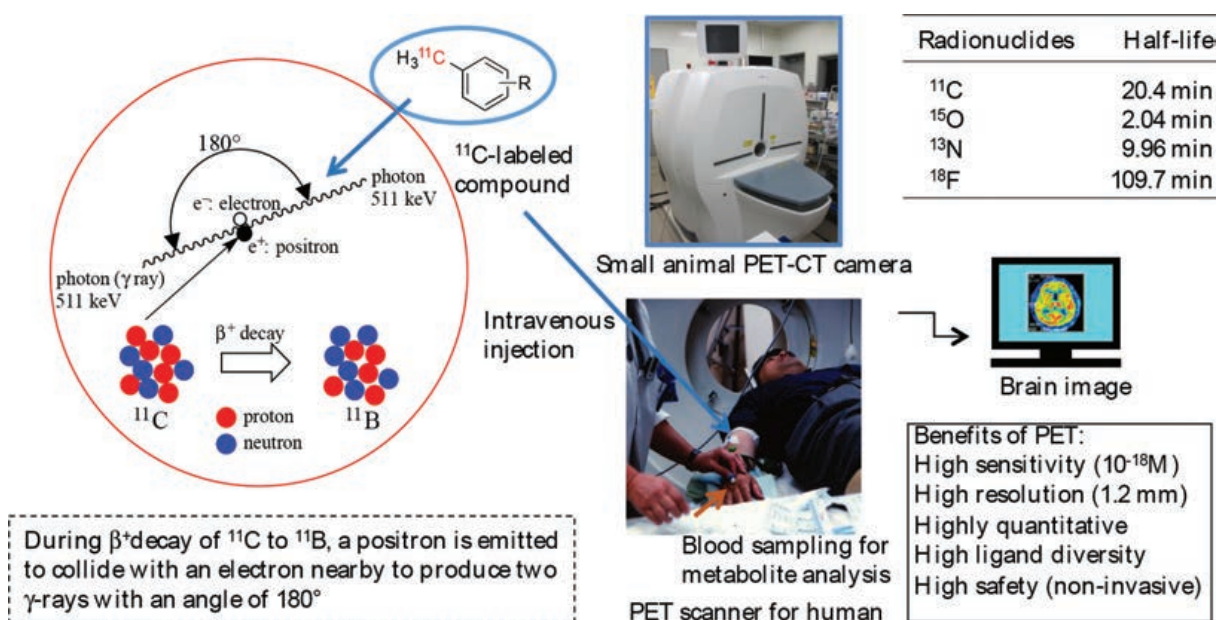 H₃¹¹C
R
180°
photon
511 keV
e⁻: electron
e⁺: positron
photon (γ ray)
511 keV
β⁺ decay
¹¹C
¹¹B
proton
neutron
¹¹C-labeled
compound
Intravenous
injection
Small animal PET-CT camera
Blood sampling for
metabolite analysis
PET scanner for human
Radionuclides Half-life
¹¹C 20.4 min
¹⁵O 2.04 min
¹³N 9.96 min
¹⁸F 109.7 min
Brain image
Benefits of PET:
High sensitivity (10⁻¹⁸M)
High resolution (1.2 mm)
Highly quantitative
High ligand diversity
High safety (non-invasive)
During β⁺decay of ¹¹C to ¹¹B, a positron is emitted
to collide with an electron nearby to produce two
γ-rays with an angle of 180°